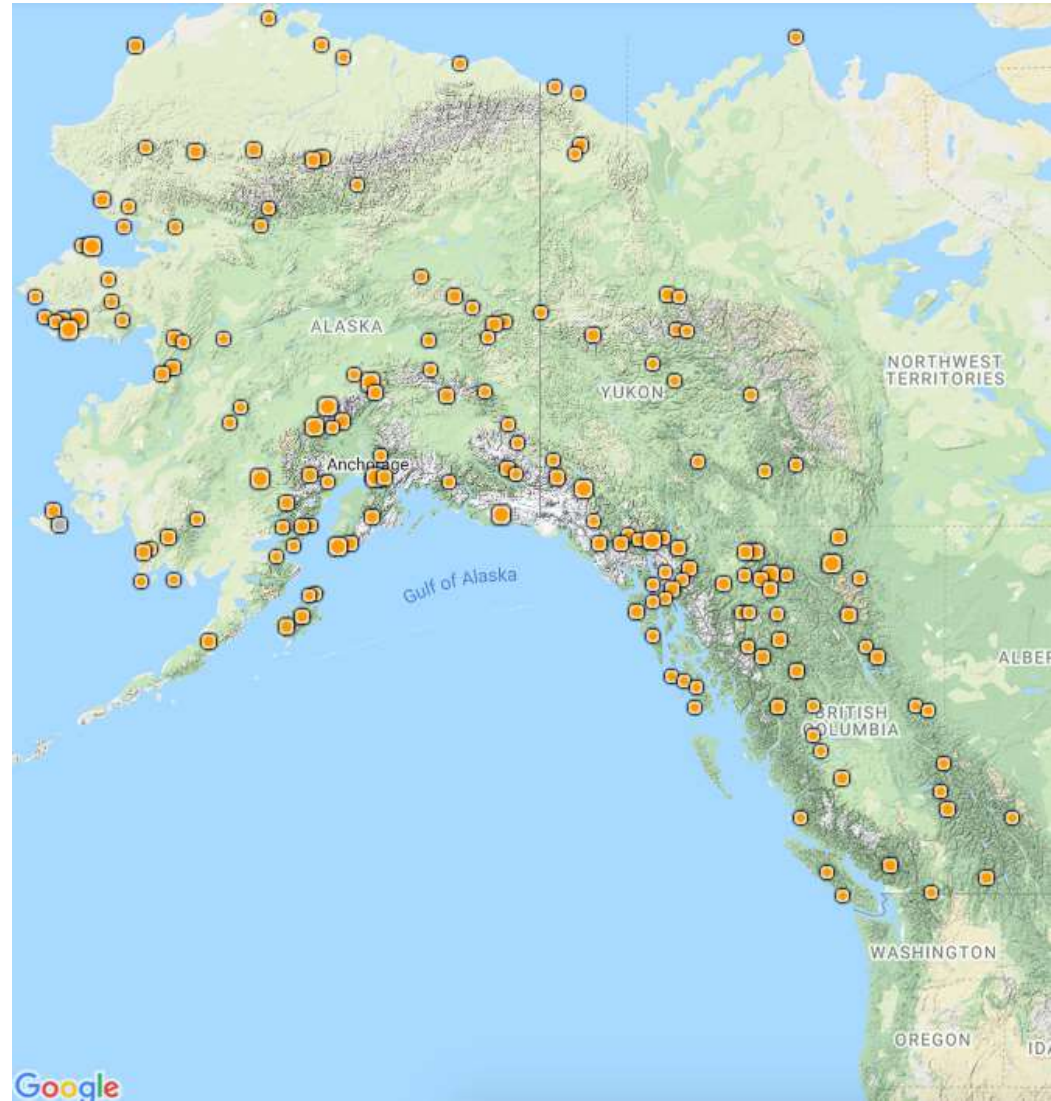 ALASKA
NORTHWEST
TERRITORIES
YUKON
Anchorage
Gulf of Alaska
ALBER
BRITISH
COLUMBIA
WASHINGTON
OREGON
IDA
Google